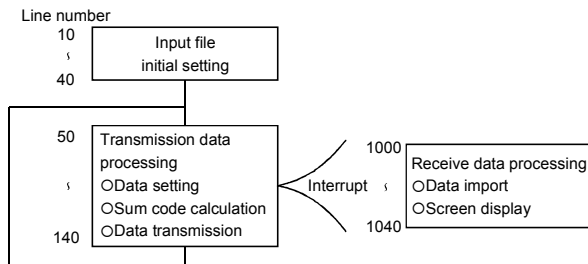 Line number
10
~
40
Input file
initial setting
50
~
140
Transmission data
processing
○Data setting
○Sum code calculation
○Data transmission
Interrupt
1000
~
1040
Receive data processing
○Data import
○Screen display